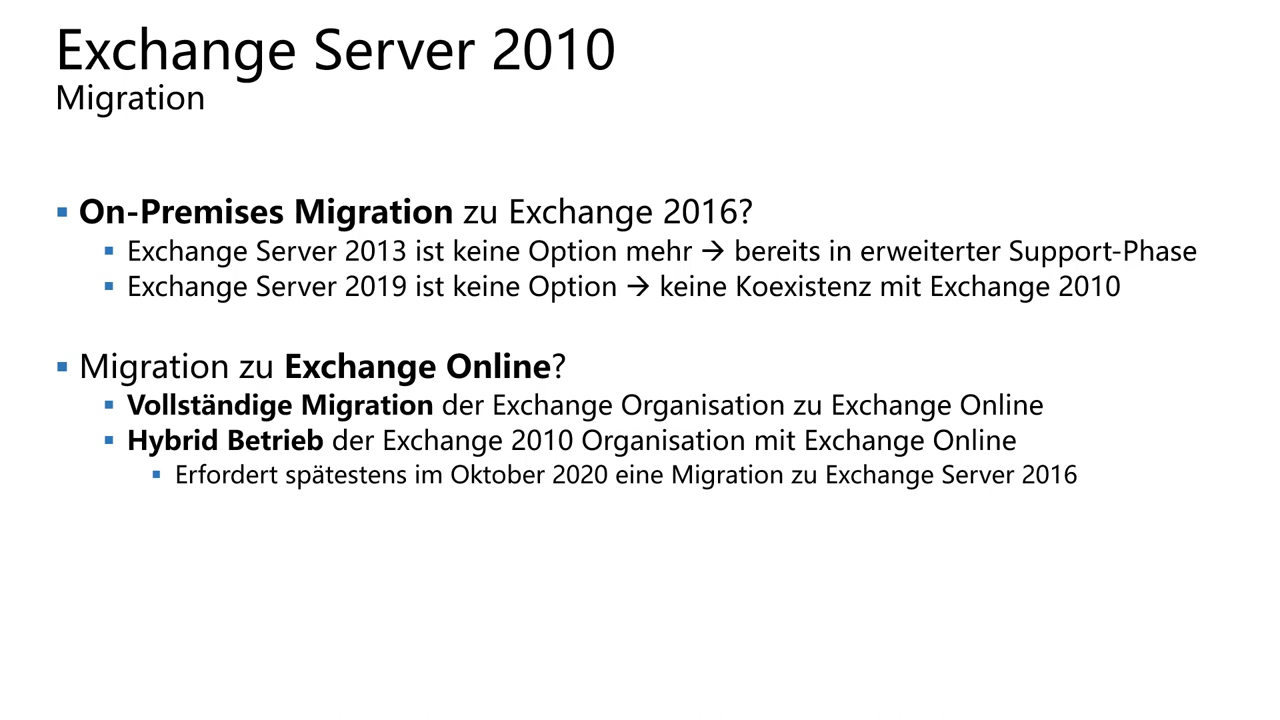 Exchange Server 2010
Migration
▪ On-Premises Migration zu Exchange 2016?
▪ Exchange Server 2013 ist keine Option mehr → bereits in erweiterter Support-Phase
▪ Exchange Server 2019 ist keine Option → keine Koexistenz mit Exchange 2010
▪ Migration zu Exchange Online?
▪ Vollständige Migration der Exchange Organisation zu Exchange Online
▪ Hybrid Betrieb der Exchange 2010 Organisation mit Exchange Online
▪ Erfordert spätestens im Oktober 2020 eine Migration zu Exchange Server 2016